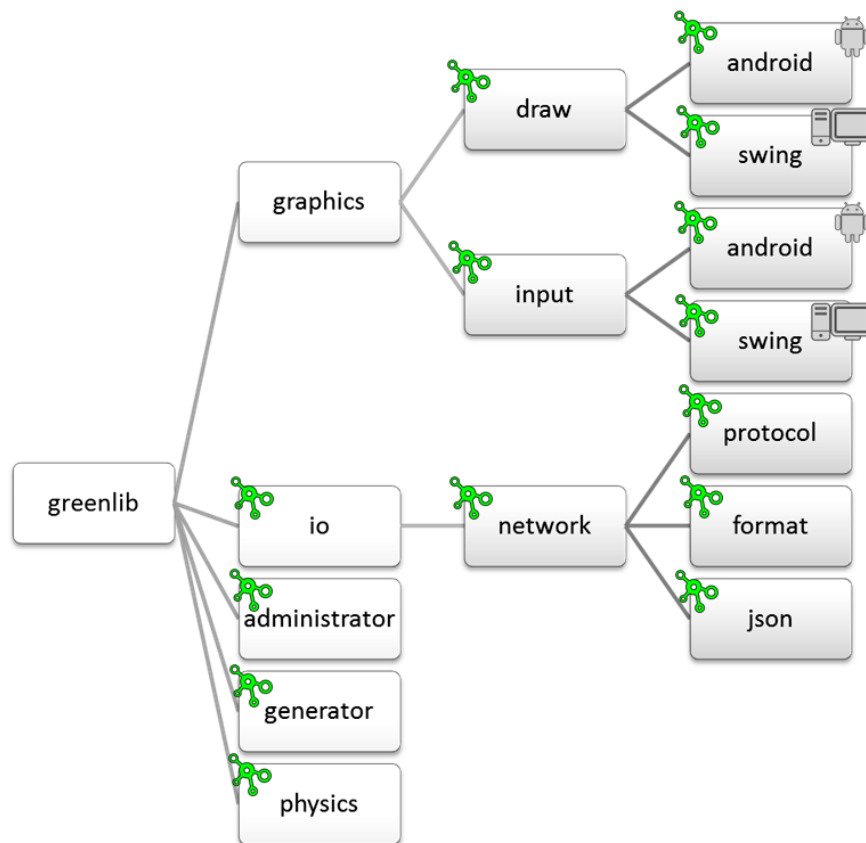 greenlib
graphics
draw
android
swing
input
android
swing
io
network
protocol
format
json
administrator
generator
physics